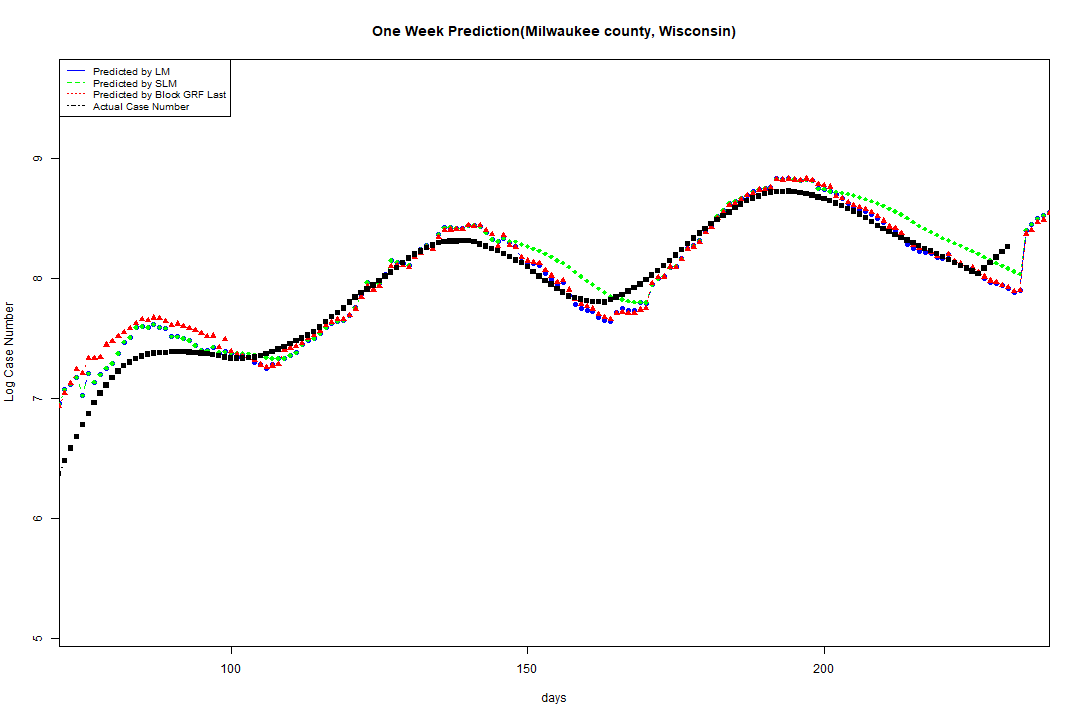 One Week Prediction(Milwaukee county, Wisconsin)
Predicted by LM
Predicted by SLM
Predicted by Block GRF Last
Actual Case Number
9
8
7
6
5
Log Case Number
100 150 200
days